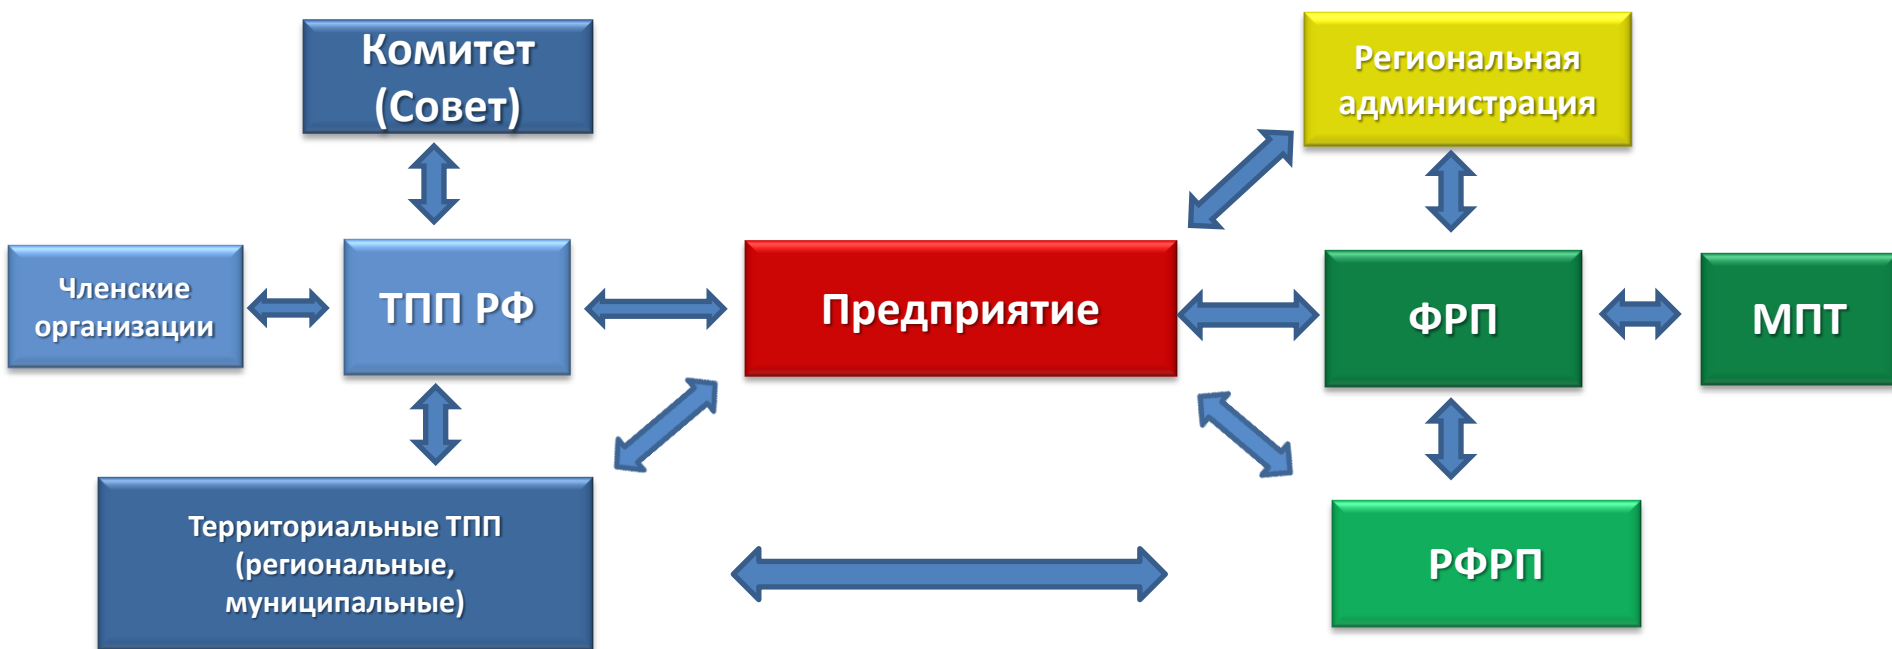 Комитет
(Совет)
Региональная
администрация
Членские
организации
ТПП РФ
Предприятие
ФРП
МПТ
Территориальные ТПП
(региональные,
муниципальные)
РФРП